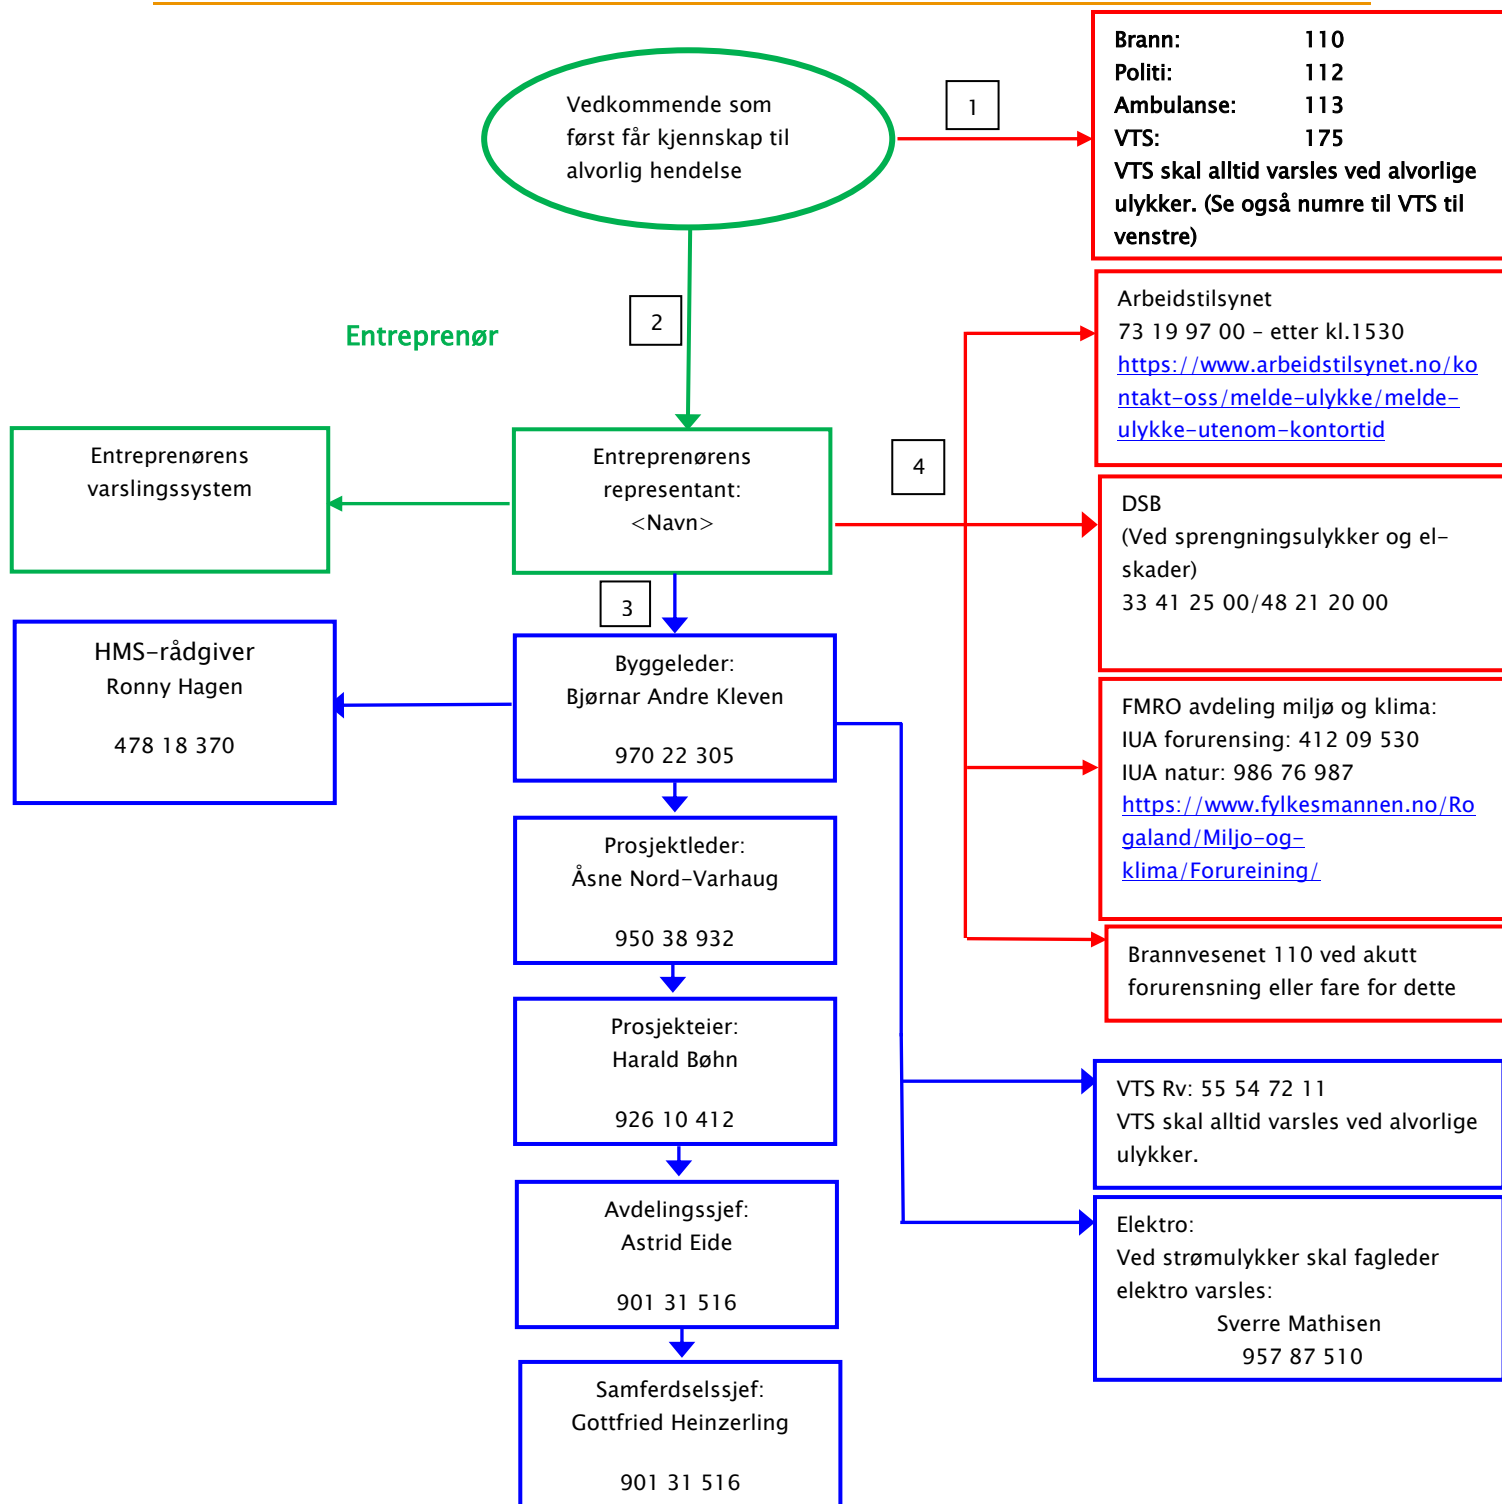 Vedkommende som
først får kjennskap til
alvorlig hendelse
1
Brann: 110
Politi: 112
Ambulanse: 113
VTS: 175
VTS skal alltid varsles ved alvorlige
ulykker. (Se også numre til VTS til
venstre)
2
Entreprenør
Arbeidstilsynet
73 19 97 00 – etter kl.1530
https://www.arbeidstilsynet.no/ko
ntakt-oss/melde-ulykke/melde-
ulykke-utenom-kontortid
Entreprenørens
varslingssystem
Entreprenørens
representant:
<Navn>
4
DSB
(Ved sprengningsulykker og el-
skader)
33 41 25 00/48 21 20 00
3
HMS-rådgiver
Ronny Hagen
478 18 370
Byggeleder:
Bjørnar Andre Kleven
970 22 305
FMRO avdeling miljø og klima:
IUA forurensing: 412 09 530
IUA natur: 986 76 987
https://www.fylkesmannen.no/Ro
galand/Miljo-og-
klima/Forureining/
Prosjektleder:
Åsne Nord-Varhaug
950 38 932
Brannvesenet 110 ved akutt
forurensning eller fare for dette
Prosjekteier:
Harald Bøhn
926 10 412
VTS Rv: 55 54 72 11
VTS skal alltid varsles ved alvorlige
ulykker.
Avdelingssjef:
Astrid Eide
901 31 516
Elektro:
Ved strømulykker skal fagleder
elektro varsles:
Sverre Mathisen
957 87 510
Samferdselssjef:
Gottfried Heinzerling
901 31 516